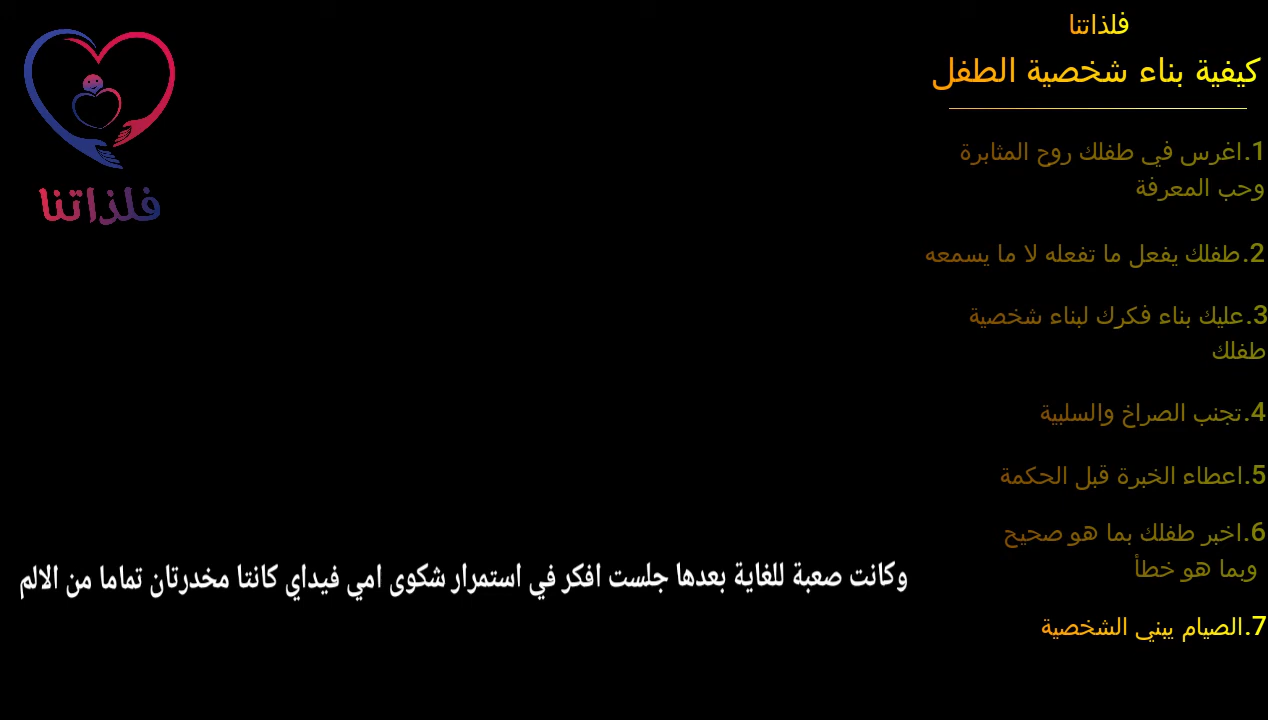 فلذاتنا
كيفية بناء شخصية الطفل
1.اغرس في طفلك روح المثابرة
وحب المعرفة
2.طفلك يفعل ما تفعله لا ما يسمعه
3.عليك بناء فكرك لبناء شخصية
طفلك
4.تجنب الصراخ والسلبية
5.اعطاء الخبرة قبل الحكمة
6.اخبر طفلك بما هو صحيح
وبما هو خطأ
7.الصيام يبني الشخصية
فلذاتنا
وكانت صعبة للغاية بعدها جلست افكر في استمرار شكوى امي فيداي كانتا مخدرتان تماما من الالم